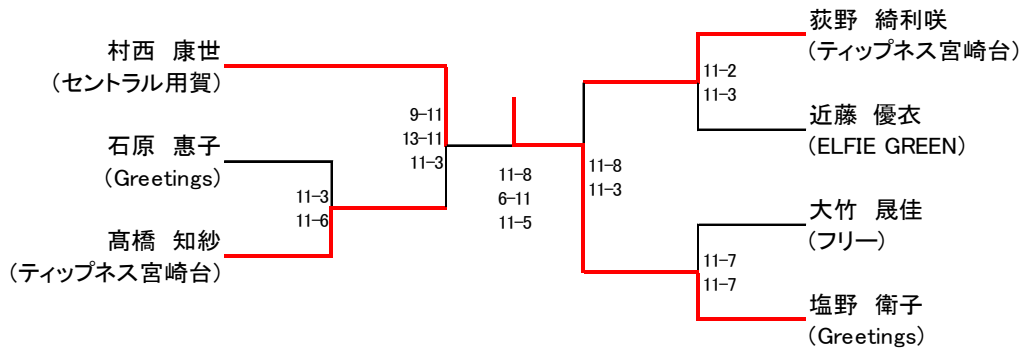 村西　康世
（セントラル用賀）
石原　惠子
（Greetings）
髙橋　知紗
（ティップネス宮崎台）
11-3
11-6
9-11
13-11
11-3
11-8
6-11
11-5
11-8
11-3
11-2
11-3
11-7
11-7
荻野　綺利咲
（ティップネス宮崎台）
近藤　優衣
（ELFIE GREEN）
大竹　晟佳
（フリー）
塩野　衛子
（Greetings）